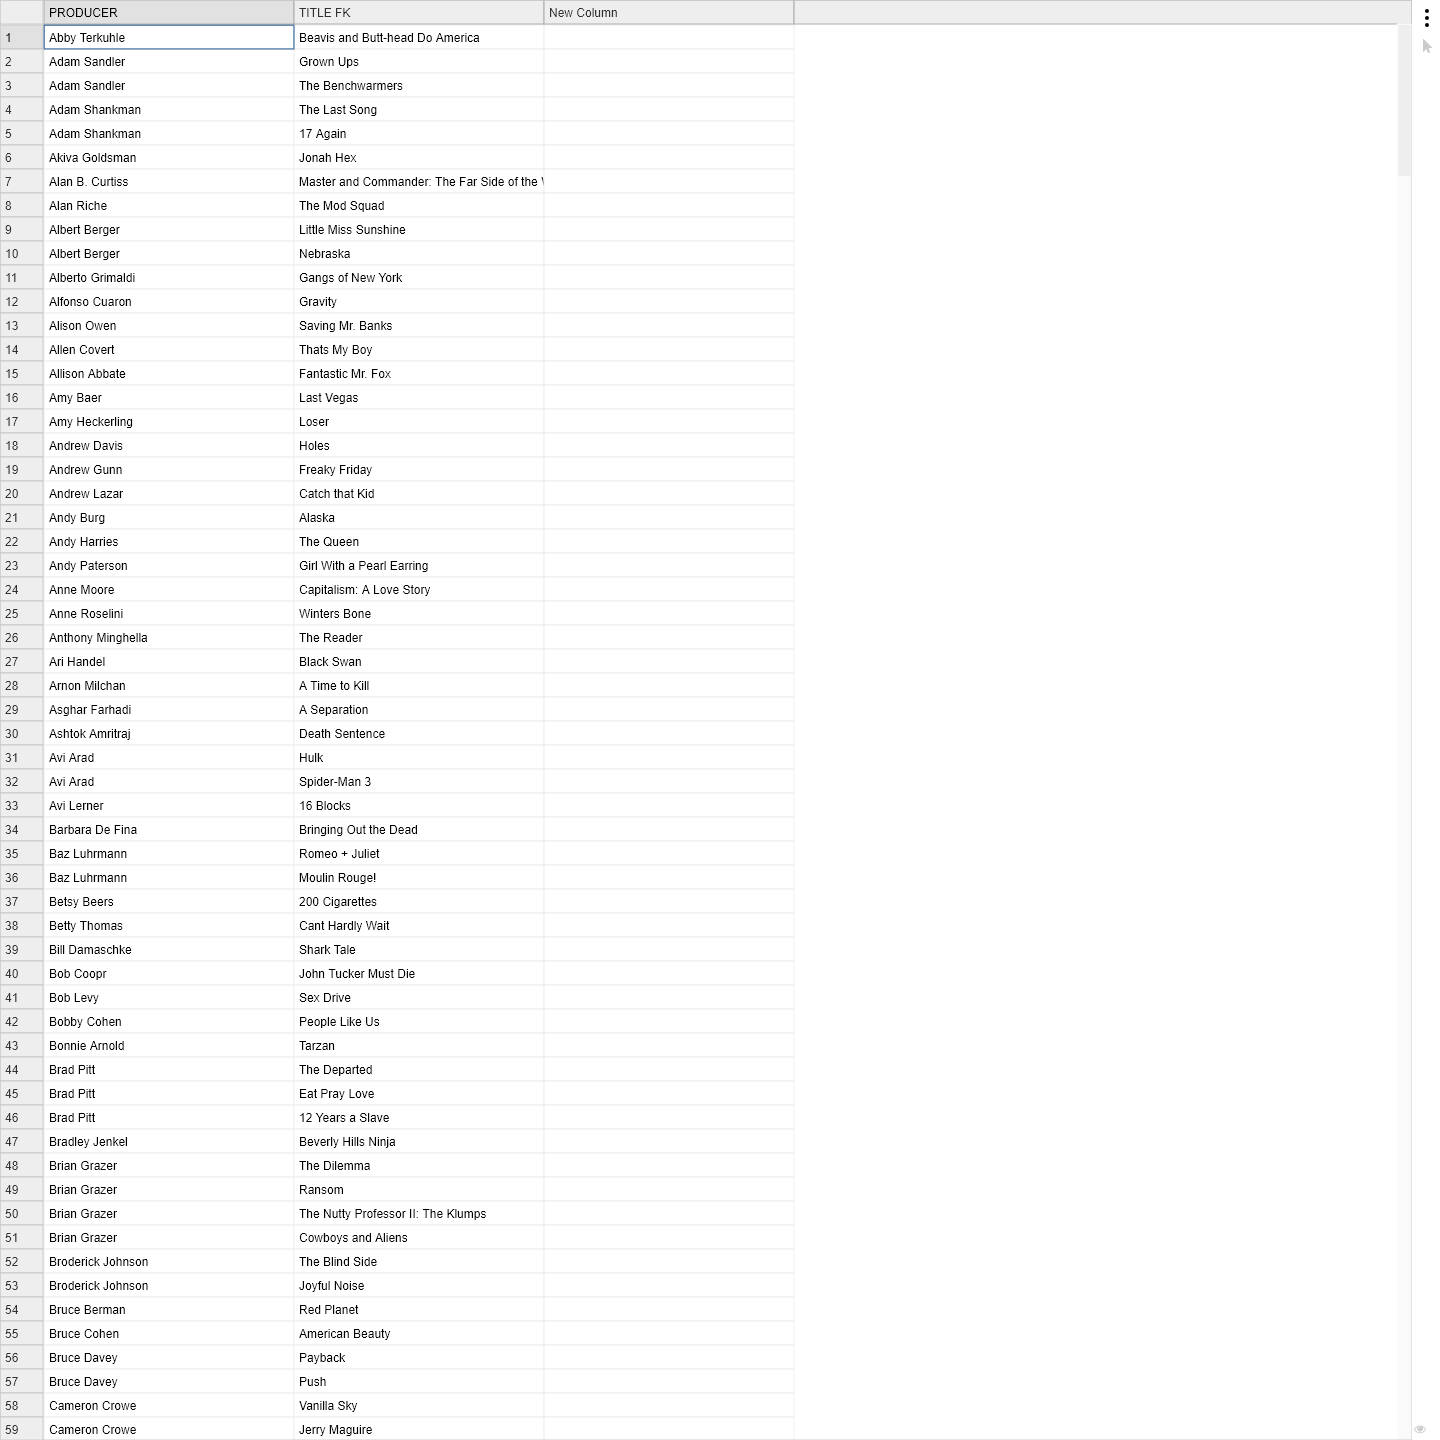 PRODUCER TITLE FK New Column
1 Abby Terkuhle Beavis and Butt-head Do America
2 Adam Sandler Grown Ups
3 Adam Sandler The Benchwarmers
4 Adam Shankman The Last Song
5 Adam Shankman 17 Again
6 Akiva Goldsman Jonah Hex
7 Alan B. Curtiss Master and Commander: The Far Side of the
8 Alan Riche The Mod Squad
9 Albert Berger Little Miss Sunshine
10 Albert Berger Nebraska
11 Alberto Grimaldi Gangs of New York
12 Alfonso Cuaron Gravity
13 Alison Owen Saving Mr. Banks
14 Allen Covert Thats My Boy
15 Allison Abbate Fantastic Mr. Fox
16 Amy Baer Last Vegas
17 Amy Heckerling Loser
18 Andrew Davis Holes
19 Andrew Gunn Freaky Friday
20 Andrew Lazar Catch that Kid
21 Andy Burg Alaska
22 Andy Harries The Queen
23 Andy Paterson Girl With a Pearl Earring
24 Anne Moore Capitalism: A Love Story
25 Anne Roselini Winters Bone
26 Anthony Minghella The Reader
27 Ari Handel Black Swan
28 Arnon Milchan A Time to Kill
29 Asghar Farhadi A Separation
30 Ashtok Amritraj Death Sentence
31 Avi Arad Hulk
32 Avi Arad Spider-Man 3
33 Avi Lerner 16 Blocks
34 Barbara De Fina Bringing Out the Dead
35 Baz Luhrmann Romeo + Juliet
36 Baz Luhrmann Moulin Rouge!
37 Betsy Beers 200 Cigarettes
38 Betty Thomas Cant Hardly Wait
39 Bill Damaschke Shark Tale
40 Bob Coopr John Tucker Must Die
41 Bob Levy Sex Drive
42 Bobby Cohen People Like Us
43 Bonnie Arnold Tarzan
44 Brad Pitt The Departed
45 Brad Pitt Eat Pray Love
46 Brad Pitt 12 Years a Slave
47 Bradley Jenkel Beverly Hills Ninja
48 Brian Grazer The Dilemma
49 Brian Grazer Ransom
50 Brian Grazer The Nutty Professor II: The Klumps
51 Brian Grazer Cowboys and Aliens
52 Broderick Johnson The Blind Side
53 Broderick Johnson Joyful Noise
54 Bruce Berman Red Planet
55 Bruce Cohen American Beauty
56 Bruce Davey Payback
57 Bruce Davey Push
58 Cameron Crowe Vanilla Sky
59 Cameron Crowe Jerry Maguire